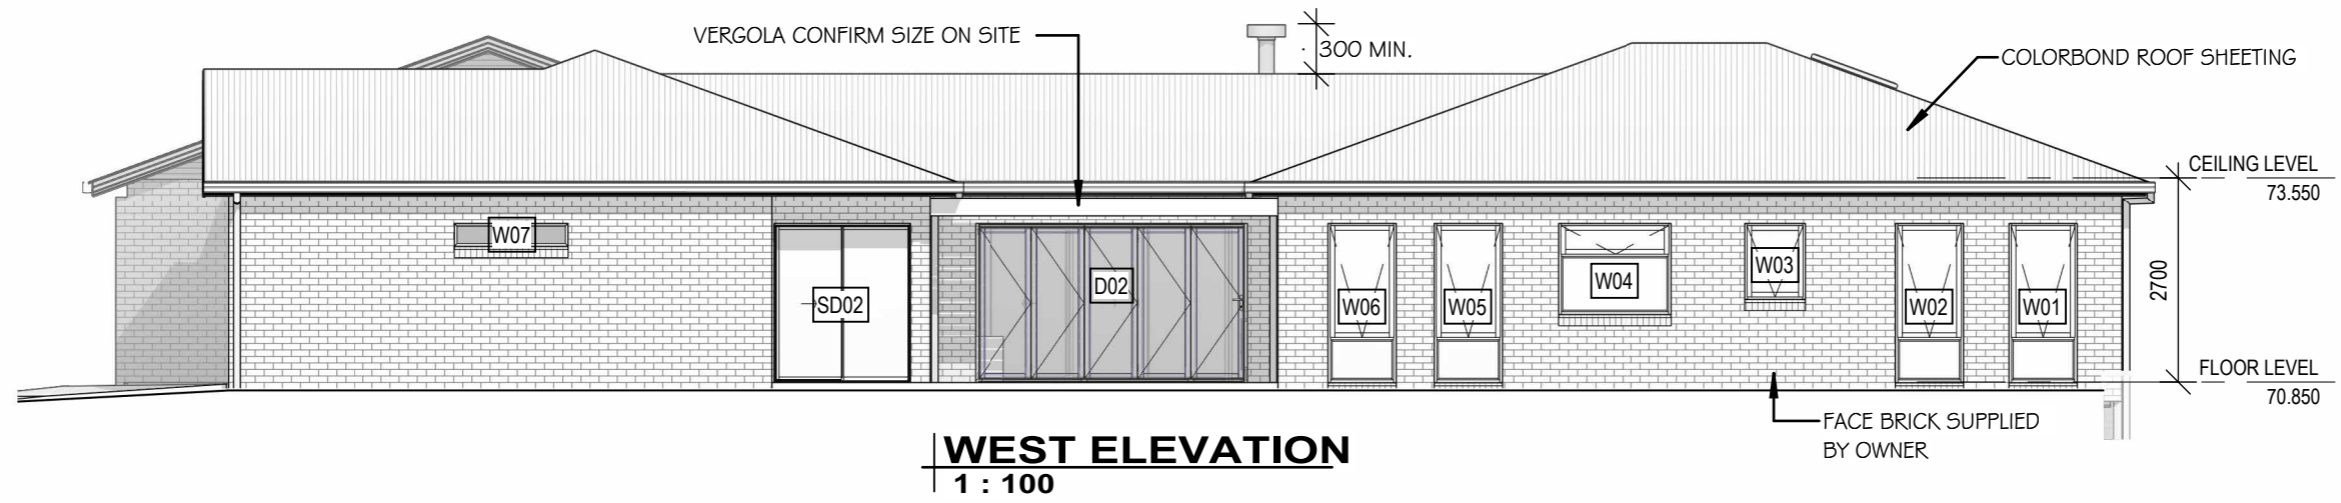 VERGOLA CONFIRM SIZE ON SITE
300 MIN.
COLORBOND ROOF SHEETING
CEILING LEVEL
73.550
W07
SD02
D02
W06
W05
W04
W03
W02
W01
2700
FLOOR LEVEL
70.850
FACE BRICK SUPPLIED
BY OWNER
WEST ELEVATION
1 : 100